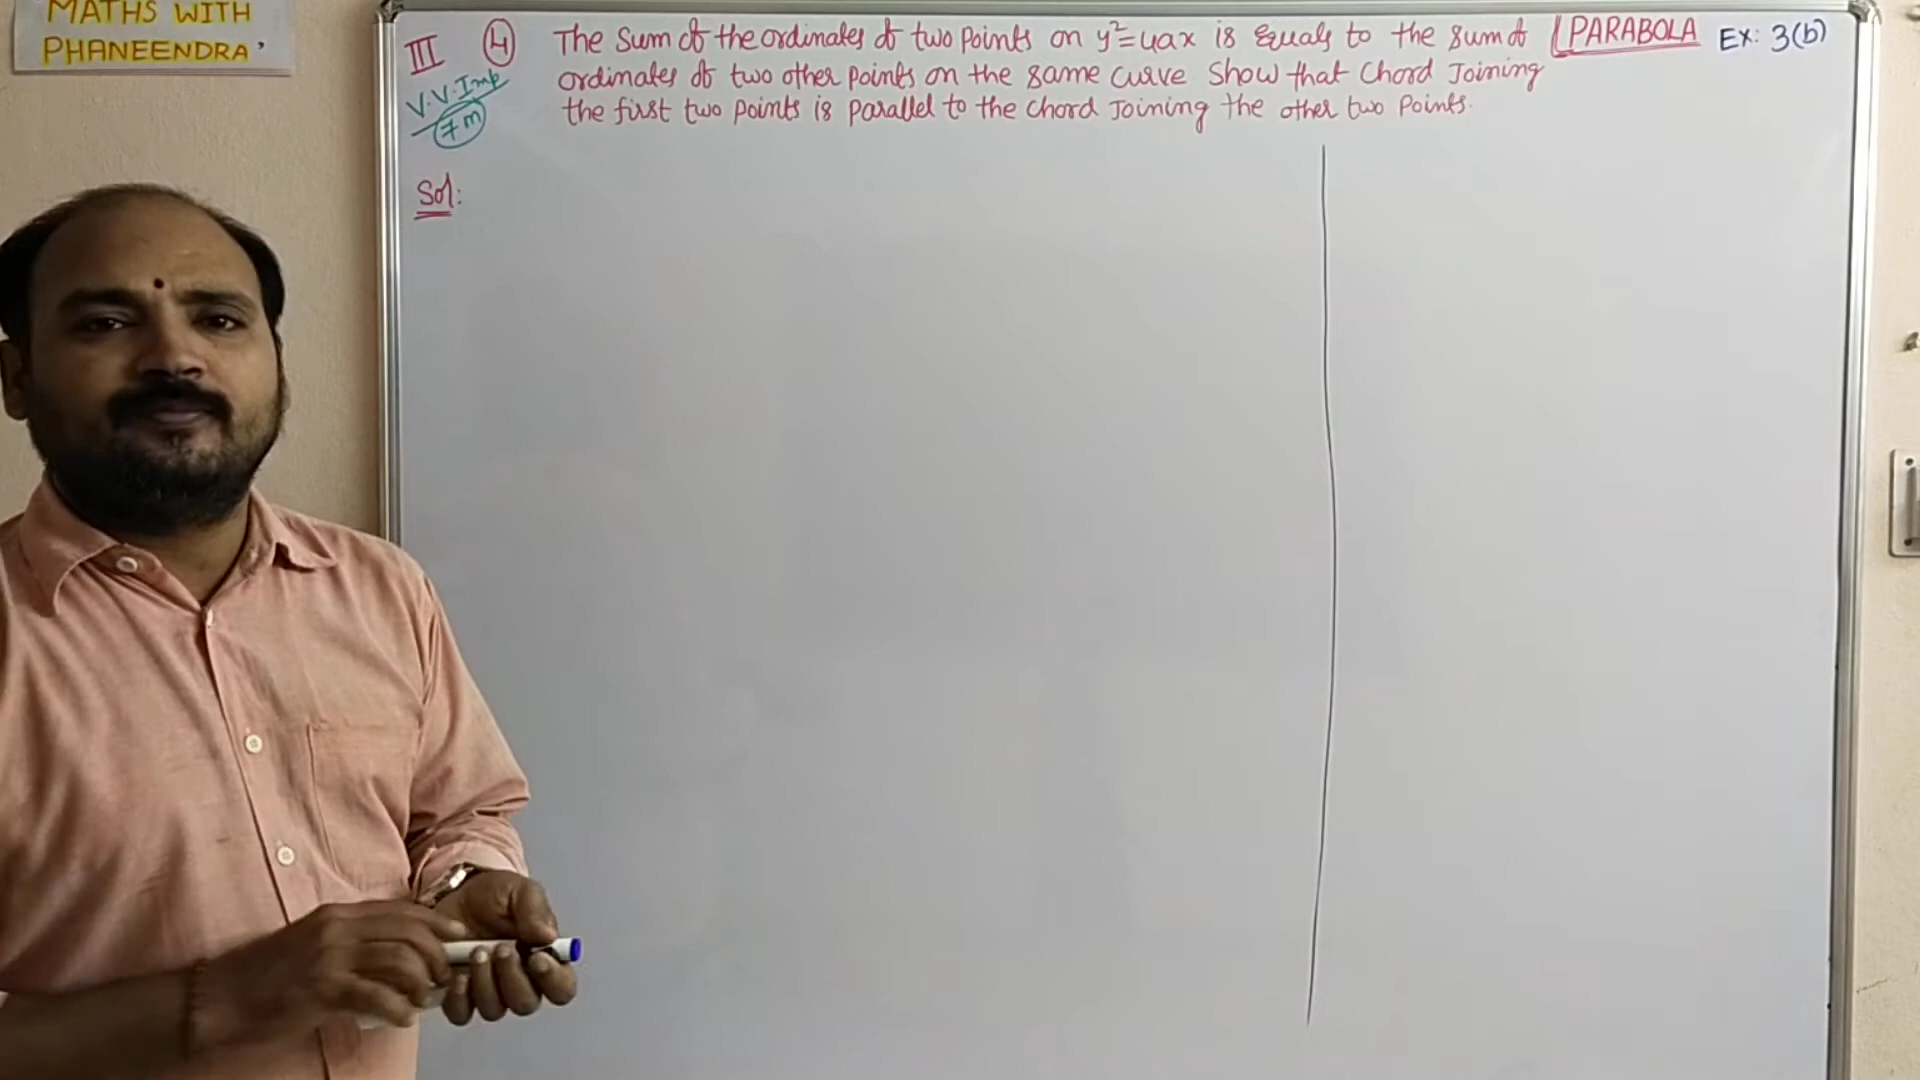 MATHS WITH
PHANEENDRA'
III 4 The Sum of the ordinates of two points on y²=4ax is Equals to the sum of
ordinates of two other points on the same curve. Show that Chord Joining
the first two points is parallel to the chord Joining the other two Points.
PARABOLA Ex: 3(b)
V.V.Imp
7m
Sol: